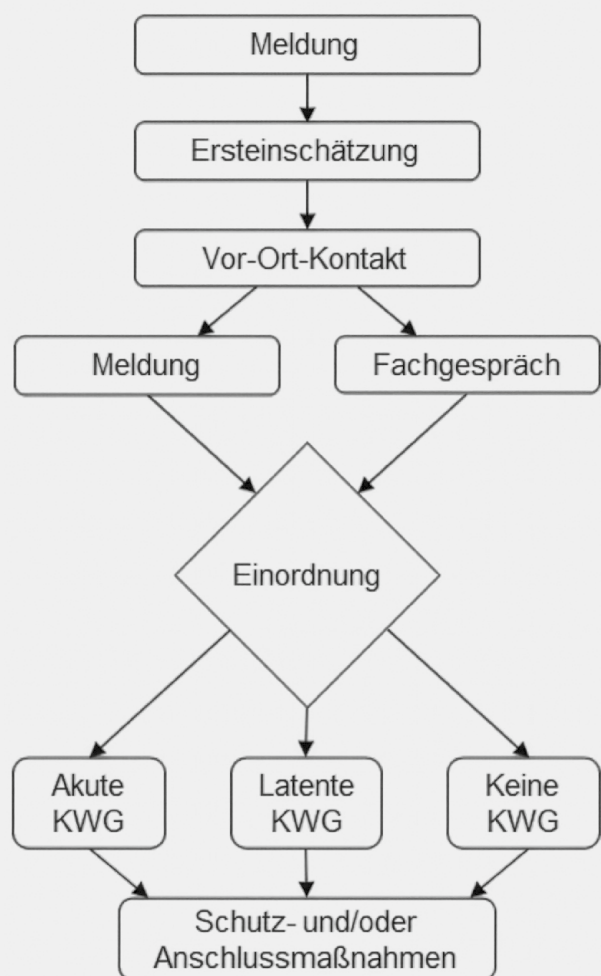 Meldung
Ersteinschätzung
Vor-Ort-Kontakt
Meldung
Fachgespräch
Einordnung
Akute
KWG
Latente
KWG
Keine
KWG
Schutz- und/oder
Anschlussmaßnahmen